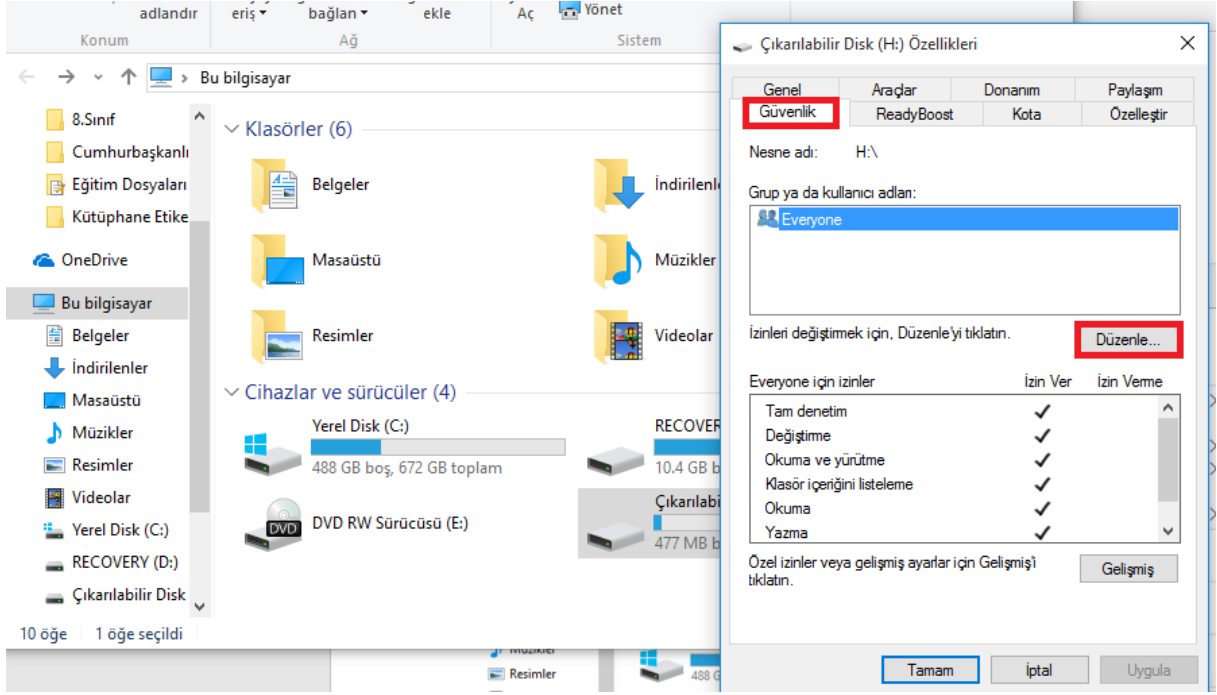 adlandır
eriş
bağlan
ekle
Aç
Yönet
Konum
Ağ
Sistem
Bu bilgisayar
8.Sınıf
Cumhurbaşkanlı
Eğitim Dosyaları
Kütüphane Etike
OneDrive
Bu bilgisayar
Belgeler
İndirilenler
Masaüstü
Müzikler
Resimler
Videolar
Yerel Disk (C:)
RECOVERY (D:)
Çıkarılabilir Disk
10 öğe
1 öğe seçildi
Klasörler (6)
Belgeler
İndirilenl
Masaüstü
Müzikler
Resimler
Videolar
Cihazlar ve sürücüler (4)
Yerel Disk (C:)
488 GB boş, 672 GB toplam
RECOVER
10.4 GB b
DVD
DVD RW Sürücüsü (E:)
Çıkarılabi
477 MB b
Müzikler
Resimler
488 G
Çıkarılabilir Disk (H:) Özellikleri
Genel
Araçlar
Donanım
Paylaşım
Güvenlik
ReadyBoost
Kota
Özelleştir
Nesne adı: H:\
Grup ya da kullanıcı adları:
Everyone
İzinleri değiştirmek için, Düzenle'yi tıklatın.
Düzenle...
Everyone için izinler
İzin Ver
İzin Verme
Tam denetim
Değiştirme
Okuma ve yürütme
Klasör içeriğini listeleme
Okuma
Yazma
Özel izinler veya gelişmiş ayarlar için Gelişmiş'i
tıklatın.
Gelişmiş
Tamam
İptal
Uygula